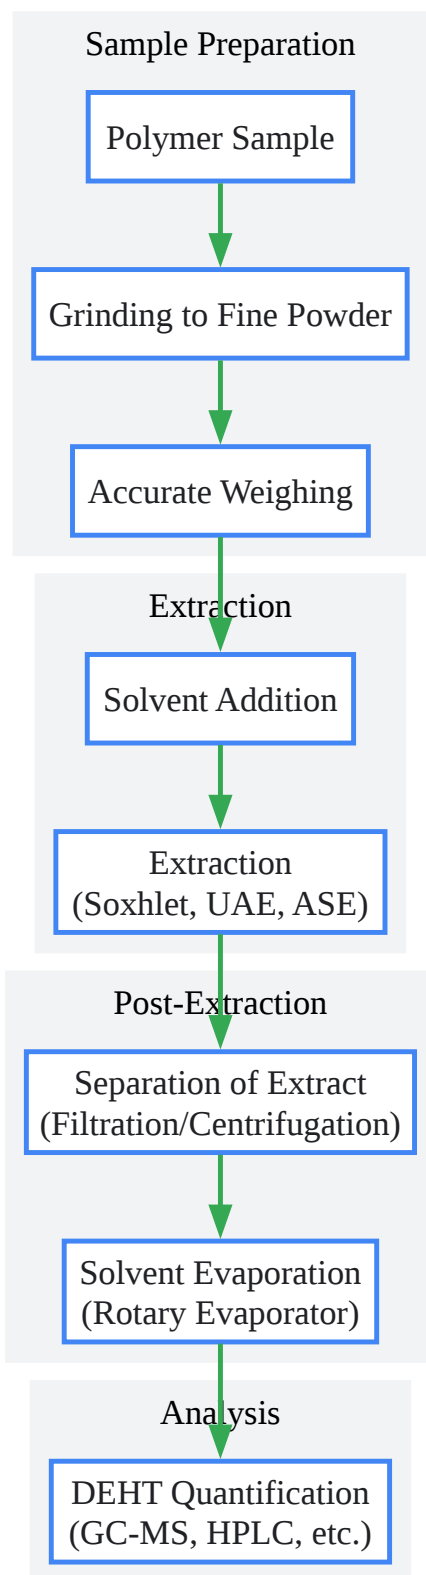 Sample Preparation
Polymer Sample
Grinding to Fine Powder
Accurate Weighing
Extraction
Solvent Addition
Extraction
(Soxhlet, UAE, ASE)
Post-Extraction
Separation of Extract
(Filtration/Centrifugation)
Solvent Evaporation
(Rotary Evaporator)
Analysis
DEHT Quantification
(GC-MS, HPLC, etc.)